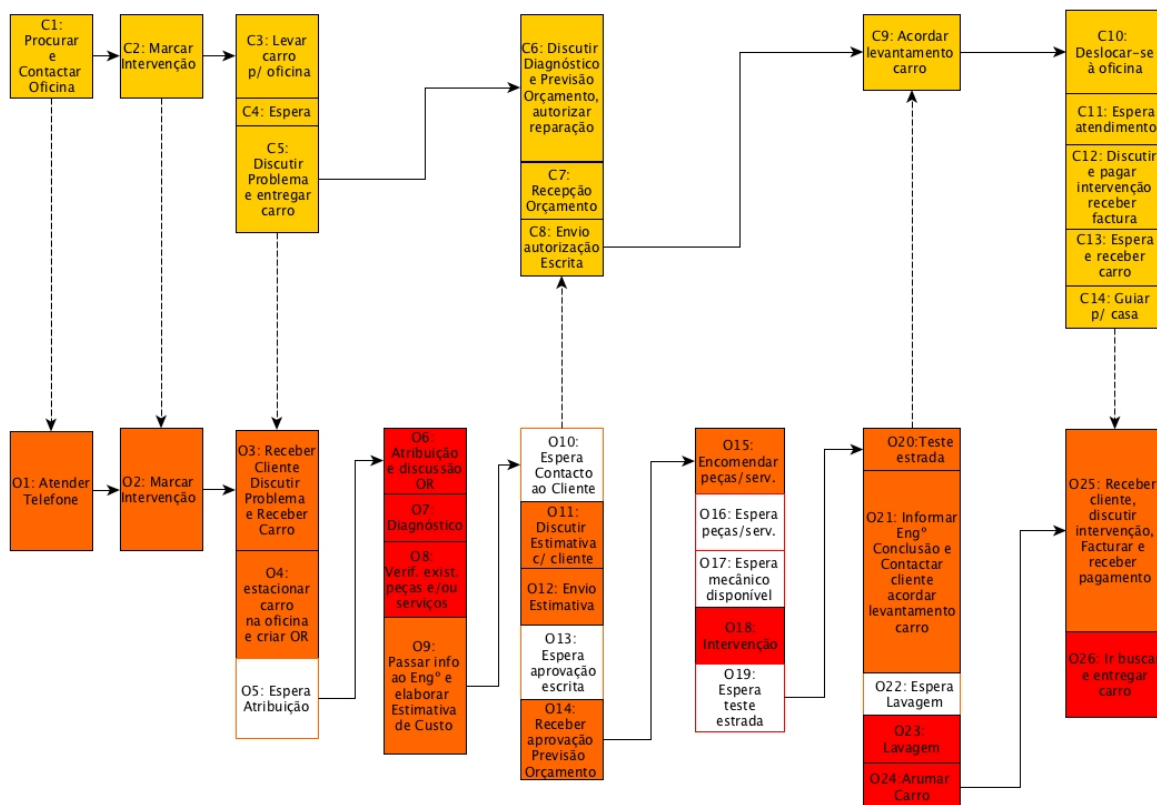 C1:
Procurar
e
Contactar
Oficina
C2: Marcar
Intervenção
C3: Levar
carro
p/ oficina
C4: Espera
C5:
Discutir
Problema
e entregar
carro
C6: Discutir
Diagnóstico
e Previsão
Orçamento,
autorizar
reparação
C7:
Recepção
Orçamento
C8: Envio
autorização
Escrita
C9: Acordar
levantamento
carro
C10:
Deslocar-se
à oficina
C11: Espera
atendimento
C12: Discutir
e pagar
intervenção
receber
factura
C13: Espera
e receber
carro
C14: Guiar
p/ casa
O1: Atender
Telefone
O2: Marcar
Intervenção
O3: Receber
Cliente
Discutir
Problema
e Receber
Carro
O4:
estacionar
carro
na oficina
e criar OR
O5: Espera
Atribuição
O6:
Atribuição
e discussão
OR
O7:
Diagnóstico
O8:
Verif. exist.
peças e/ou
serviços
O9:
Passar info
ao Engº e
elaborar
Estimativa
de Custo
O10:
Espera
Contacto
ao Cliente
O11:
Discutir
Estimativa
c/ cliente
O12: Envio
Estimativa
O13:
Espera
aprovação
escrita
O14:
Receber
aprovação
Previsão
Orçamento
O15:
Encomendar
peças/serv.
O16: Espera
peças/serv.
O17: Espera
mecânico
disponível
O18:
Intervenção
O19:
Espera
teste
estrada
O20:Teste
estrada
O21: Informar
Engº
Conclusão e
Contactar
cliente
acordar
levantamento
carro
O22: Espera
Lavagem
O23:
Lavagem
O24: Arumar
Carro
O25: Receber
cliente,
discutir
intervenção,
Facturar e
receber
pagamento
O26: Ir buscar
e entregar
carro